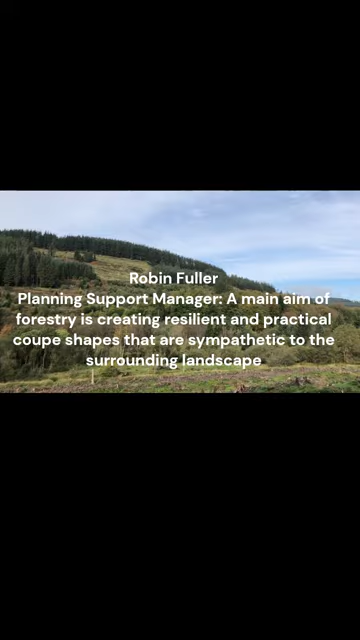 Robin Fuller
Planning Support Manager: A main aim of
forestry is creating resilient and practical
coupe shapes that are sympathetic to the
surrounding landscape